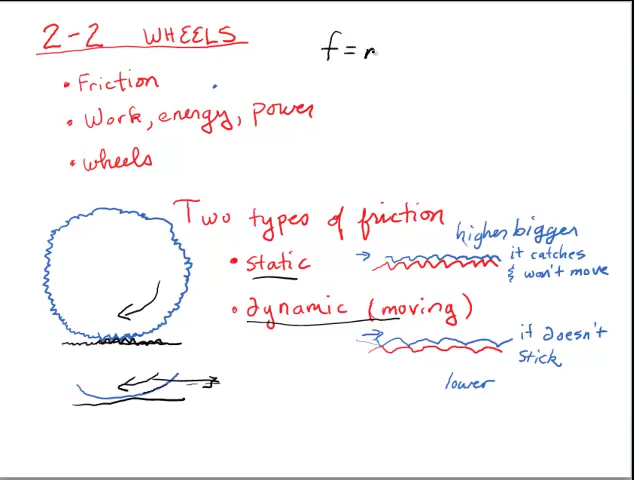 2-2 WHEELS
f = r
• Friction
• Work, energy, power
• wheels
Two types of friction
higher bigger
• static
it catches
& won't move
• dynamic (moving)
it doesn't
stick
lower